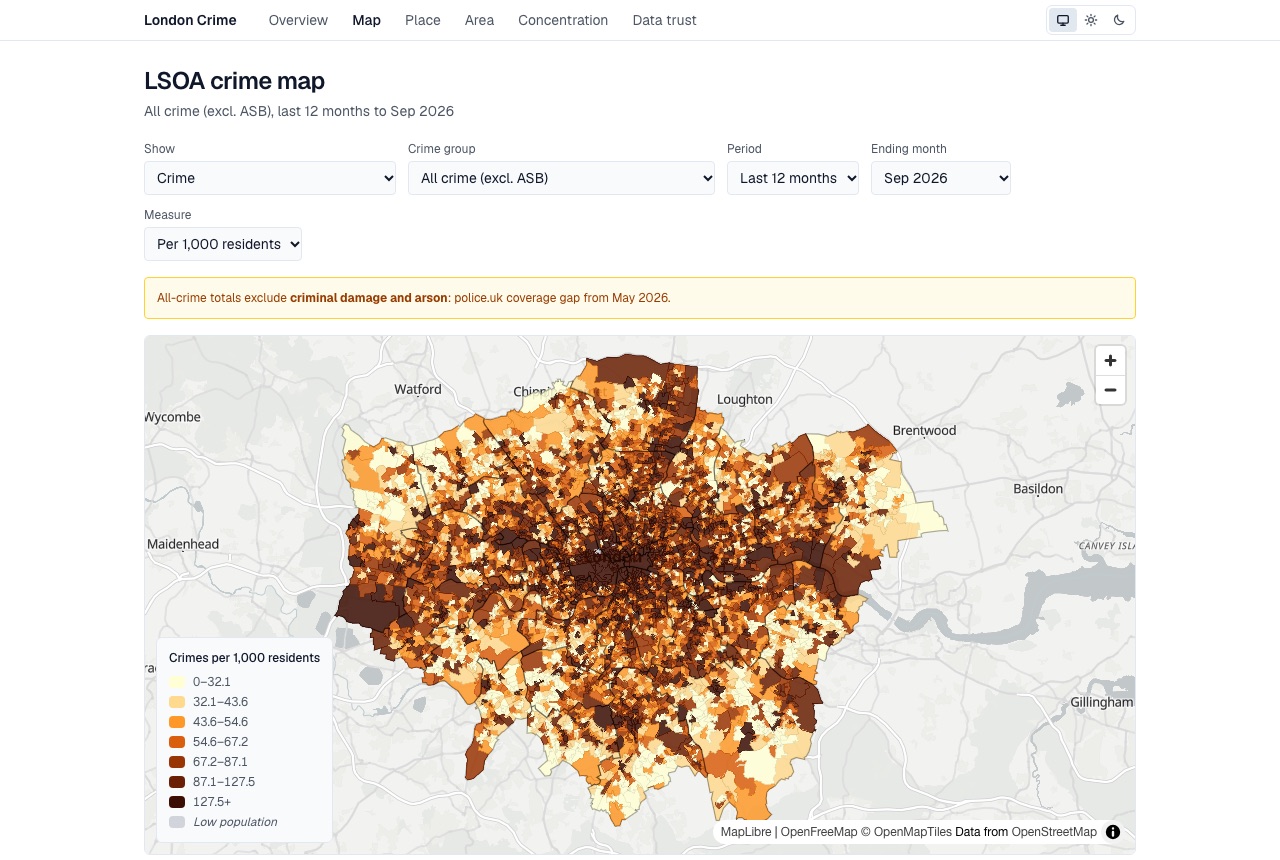 London Crime
Overview
Map
Place
Area
Concentration
Data trust
LSOA crime map
All crime (excl. ASB), last 12 months to Sep 2026
Show
Crime group
Period
Ending month
Crime
All crime (excl. ASB)
Last 12 months
Sep 2026
Measure
Per 1,000 residents
All-crime totals exclude criminal damage and arson: police.uk coverage gap from May 2026.
Watford
Loughton
Wycombe
Brentwood
Basildon
Maidenhead
CANVEY ISLA
Gillingham
Crimes per 1,000 residents
0–32.1
32.1–43.6
43.6–54.6
54.6–67.2
67.2–87.1
87.1–127.5
127.5+
Low population
MapLibre | OpenFreeMap © OpenMapTiles Data from OpenStreetMap